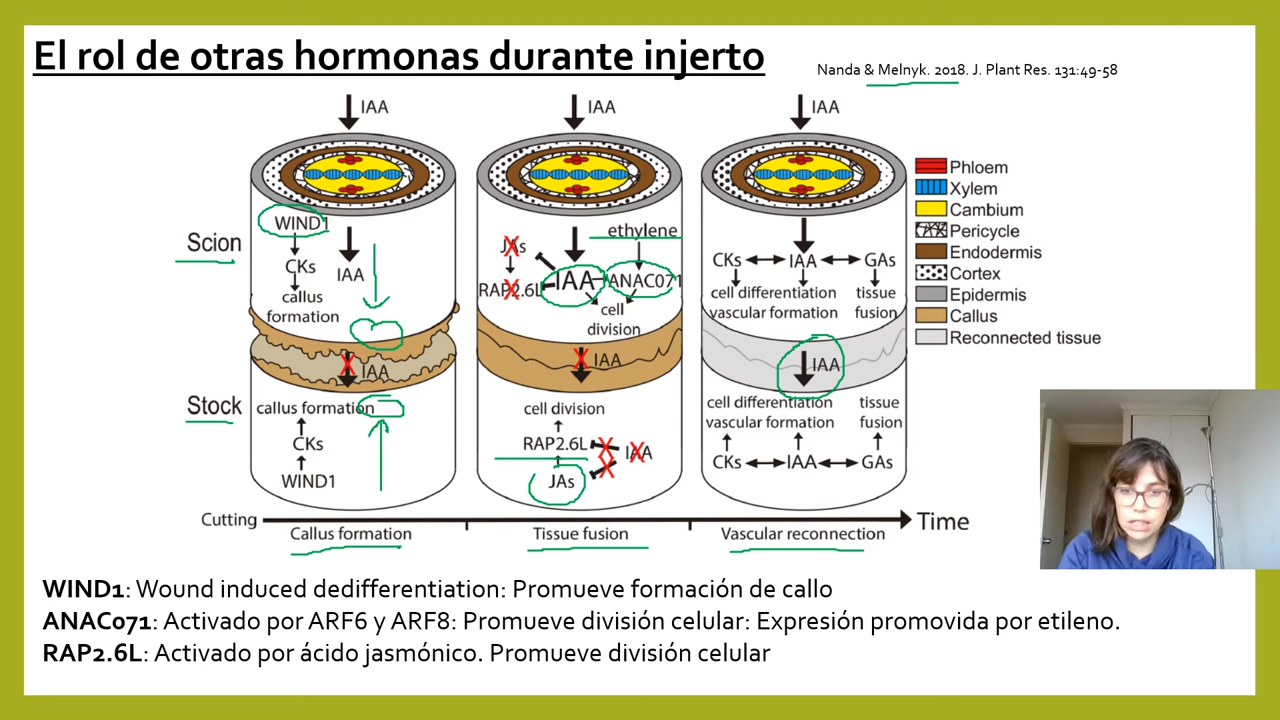 El rol de otras hormonas durante injerto
Nanda & Melnyk. 2018. J. Plant Res. 131:49-58
IAA
IAA
IAA
Phloem
Xylem
Cambium
Pericycle
Endodermis
Cortex
Epidermis
Callus
Reconnected tissue
Scion
WIND1
CKs
callus
formation
IAA
IAA
JAs
RAP2.6L
IAA
ethylene
ANAC071
cell
division
IAA
CKs IAA GAs
cell differentiation
vascular formation
tissue
fusion
IAA
Stock
callus formation
CKs
WIND1
cell division
RAP2.6L
IAA
JAs
cell differentiation
vascular formation
tissue
fusion
CKs IAA GAs
Cutting
Time
Callus formation
Tissue fusion
Vascular reconnection
WIND1: Wound induced dedifferentiation: Promueve formación de callo
ANAC071: Activado por ARF6 y ARF8: Promueve división celular: Expresión promovida por etileno.
RAP2.6L: Activado por ácido jasmónico. Promueve división celular